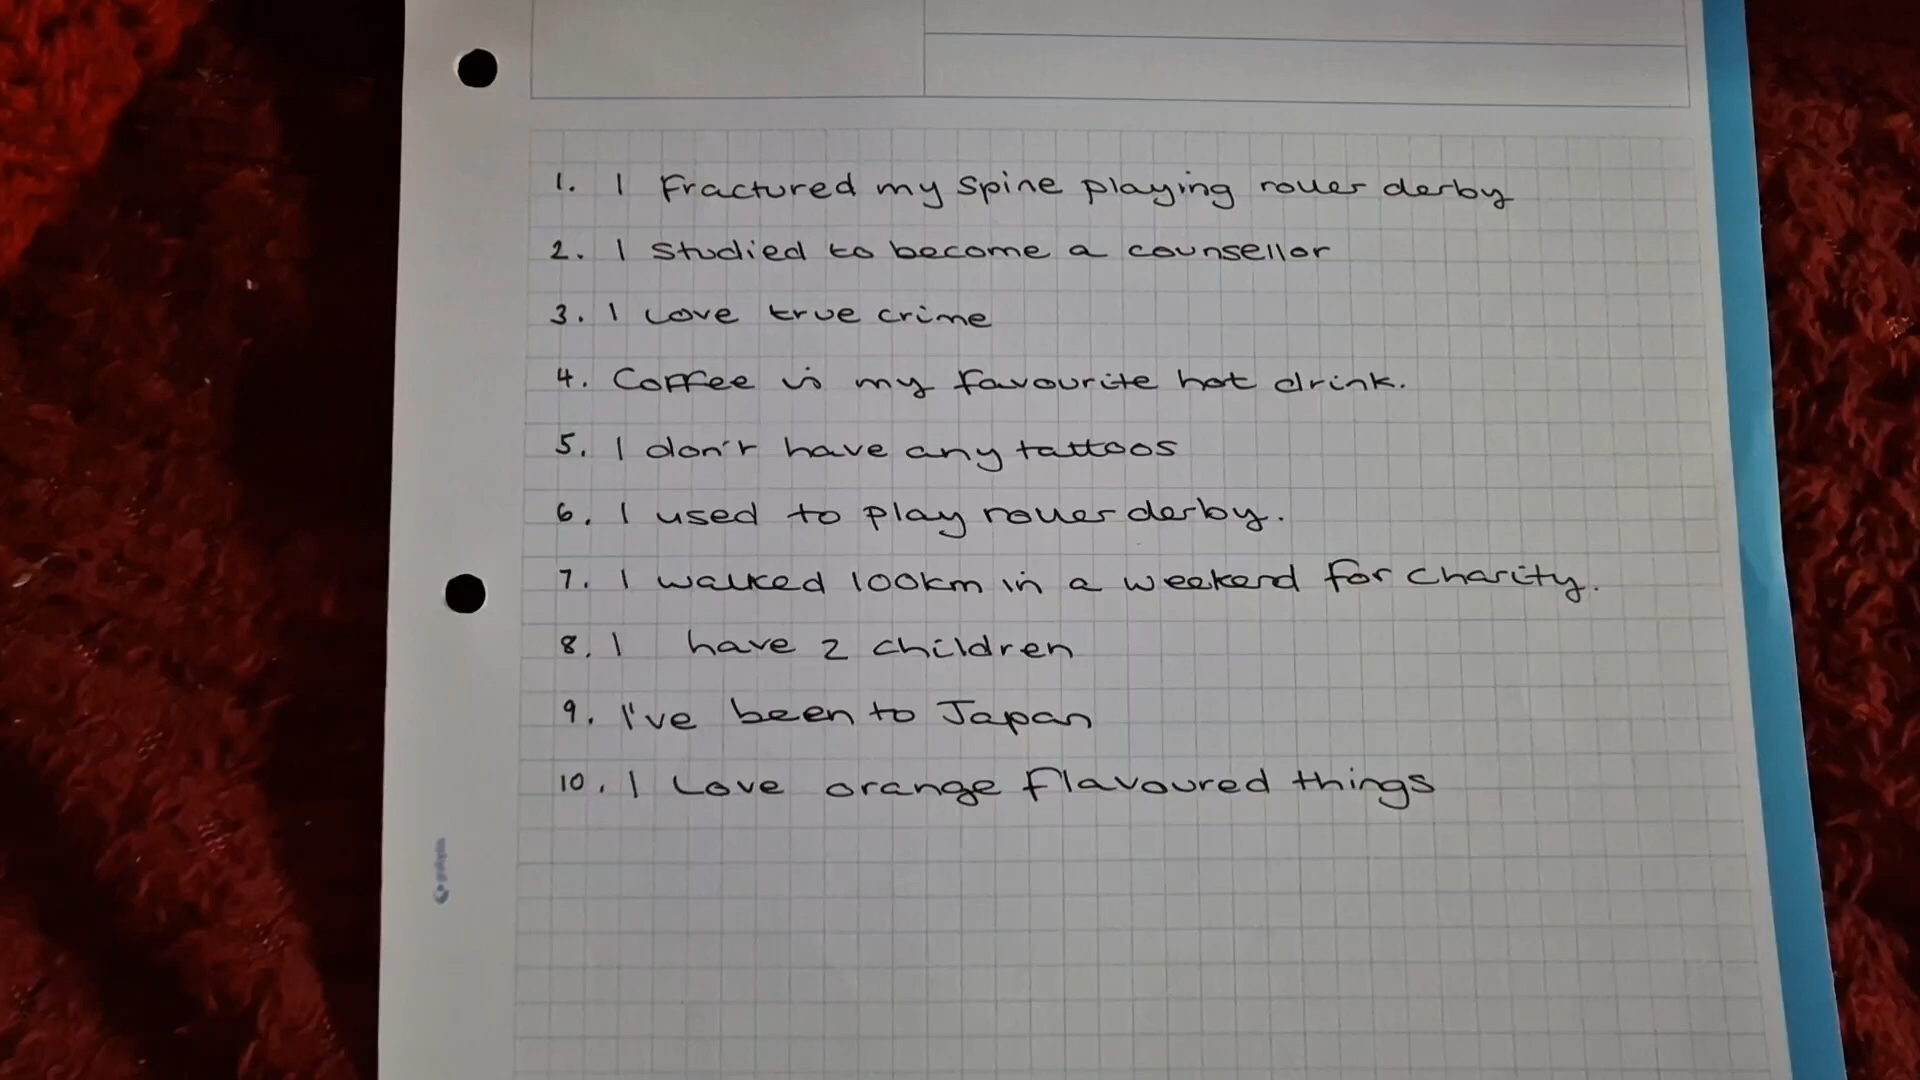 1. I Fractured my spine playing roller derby
2. I studied to become a counsellor
3. I love true crime
4. Coffee is my favourite hot drink.
5. I don't have any tattoos
6. I used to play roller derby.
7. I walked 100km in a weekend for charity.
8. I have 2 children
9. I've been to Japan
10. I love orange flavoured things